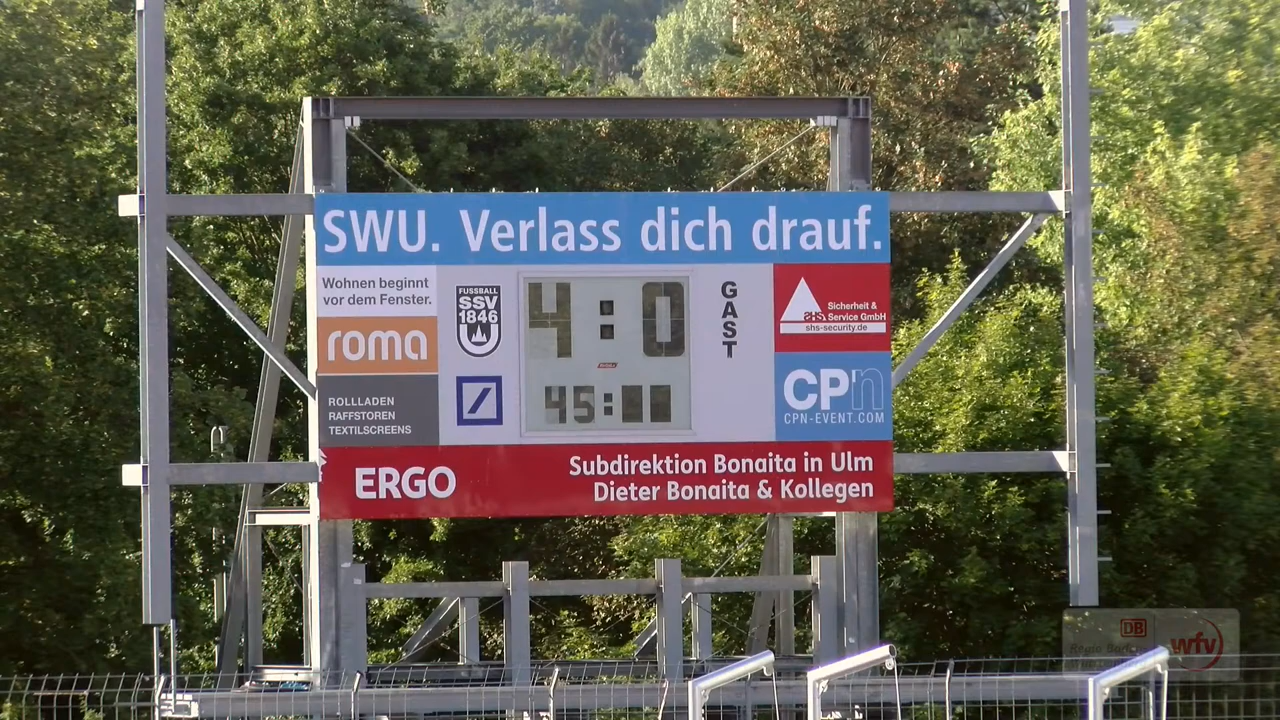 SWU. Verlass dich drauf.
Wohnen beginnt
vor dem Fenster.
roma
ROLLLADEN
RAFFSTOREN
TEXTILSCREENS
FUSSBALL
SSV
1846
4:0
45:00
GAST
SHS
Sicherheit &
Service GmbH
shs-security.de
CPn
CPN-EVENT.COM
ERGO
Subdirektion Bonaita in Ulm
Dieter Bonaita & Kollegen
DB
wfv